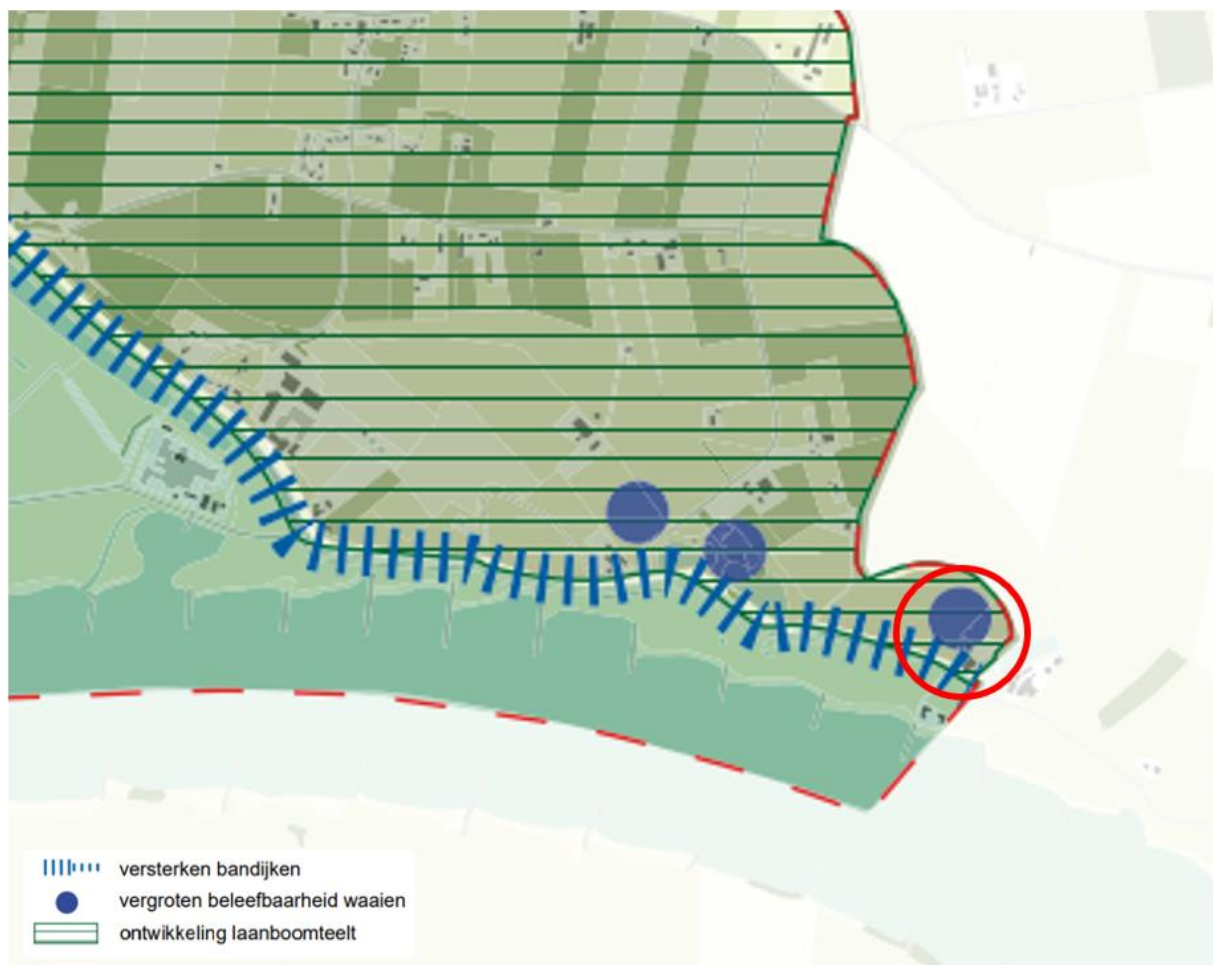 versterken bandijken
vergroten beleefbaarheid waaien
ontwikkeling laanboomteelt